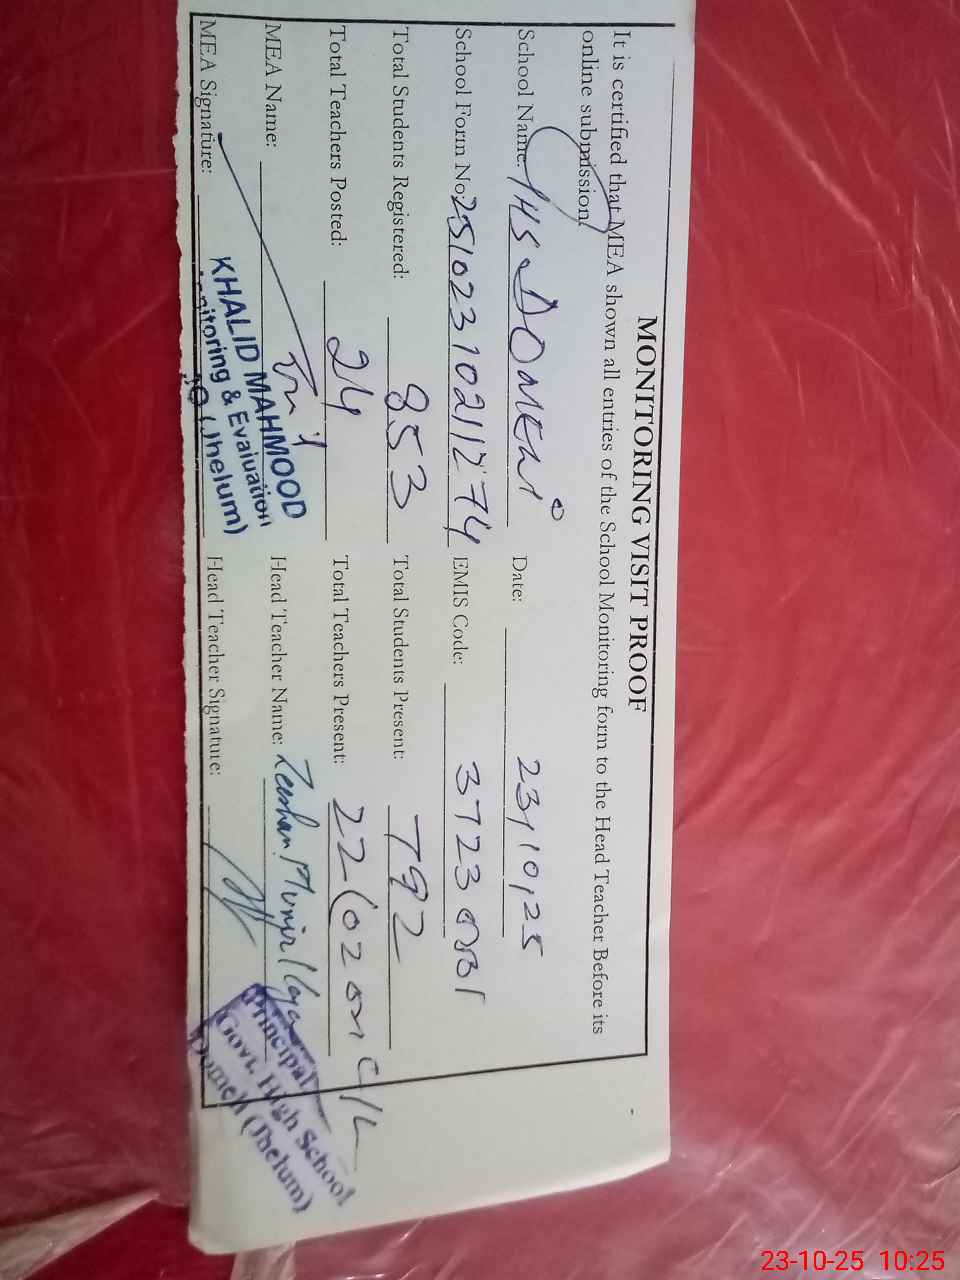 MONITORING VISIT PROOF
It is certified that MEA shown all entries of the School Monitoring form to the Head Teacher Before its
online submission.
School Name: GHS DOMELI Date: 23/10/25
School Form No: EMIS Code:
Total Students Registered: 853 Total Students Present: 792
Total Teachers Posted: 24 Total Teachers Present: 22 (02 on C/L
MEA Name: Head Teacher Name: Zeeshan
MEA Signature: Head Teacher Signature:
KHALID MAHMOOD
Monitoring & Evaluation
(Jhelum)
Principal
Govt. High School
Domeli (Jhelum)
23-10-25 10:25